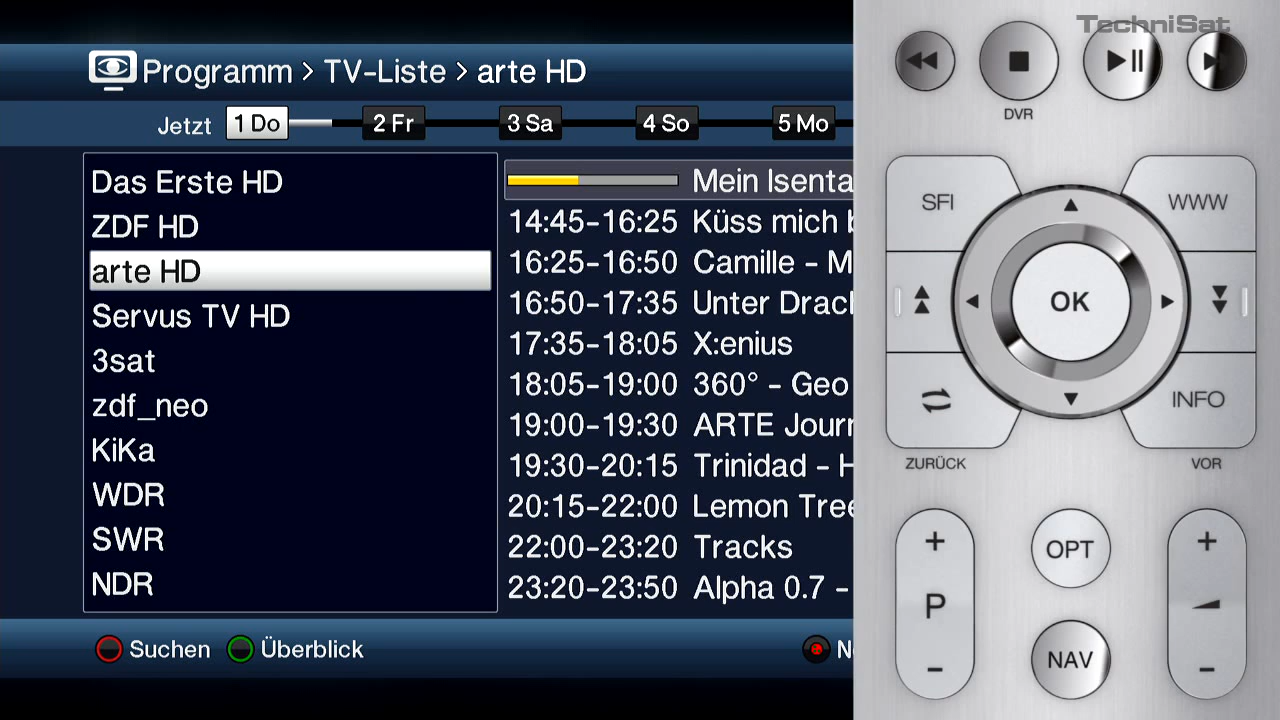 TechniSat
Programm > TV-Liste > arte HD
Jetzt 1 Do 2 Fr 3 Sa 4 So 5 Mo
Das Erste HD
ZDF HD
arte HD
Servus TV HD
3sat
zdf_neo
KiKa
WDR
SWR
NDR
Mein Isenta
14:45-16:25 Küss mich
16:25-16:50 Camille - M
16:50-17:35 Unter Drac
17:35-18:05 X:enius
18:05-19:00 360° - Geo
19:00-19:30 ARTE Jour
19:30-20:15 Trinidad - H
20:15-22:00 Lemon Tree
22:00-23:20 Tracks
23:20-23:50 Alpha 0.7 -
Suchen Überblick N
DVR
SFI
WWW
OK
INFO
ZURÜCK
VOR
+
P
-
OPT
NAV
+
-